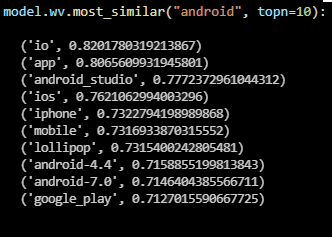 model.wv.most_similar("android", topn=10):
('io', 0.8201780319213867)
('app', 0.8065609931945801)
('android_studio', 0.7772372961044312)
('ios', 0.7621062994003296)
('iphone', 0.7322794198989868)
('mobile', 0.7316933870315552)
('lollipop', 0.7315400242805481)
('android-4.4', 0.7158855199813843)
('android-7.0', 0.7146404385566711)
('google_play', 0.7127015590667725)